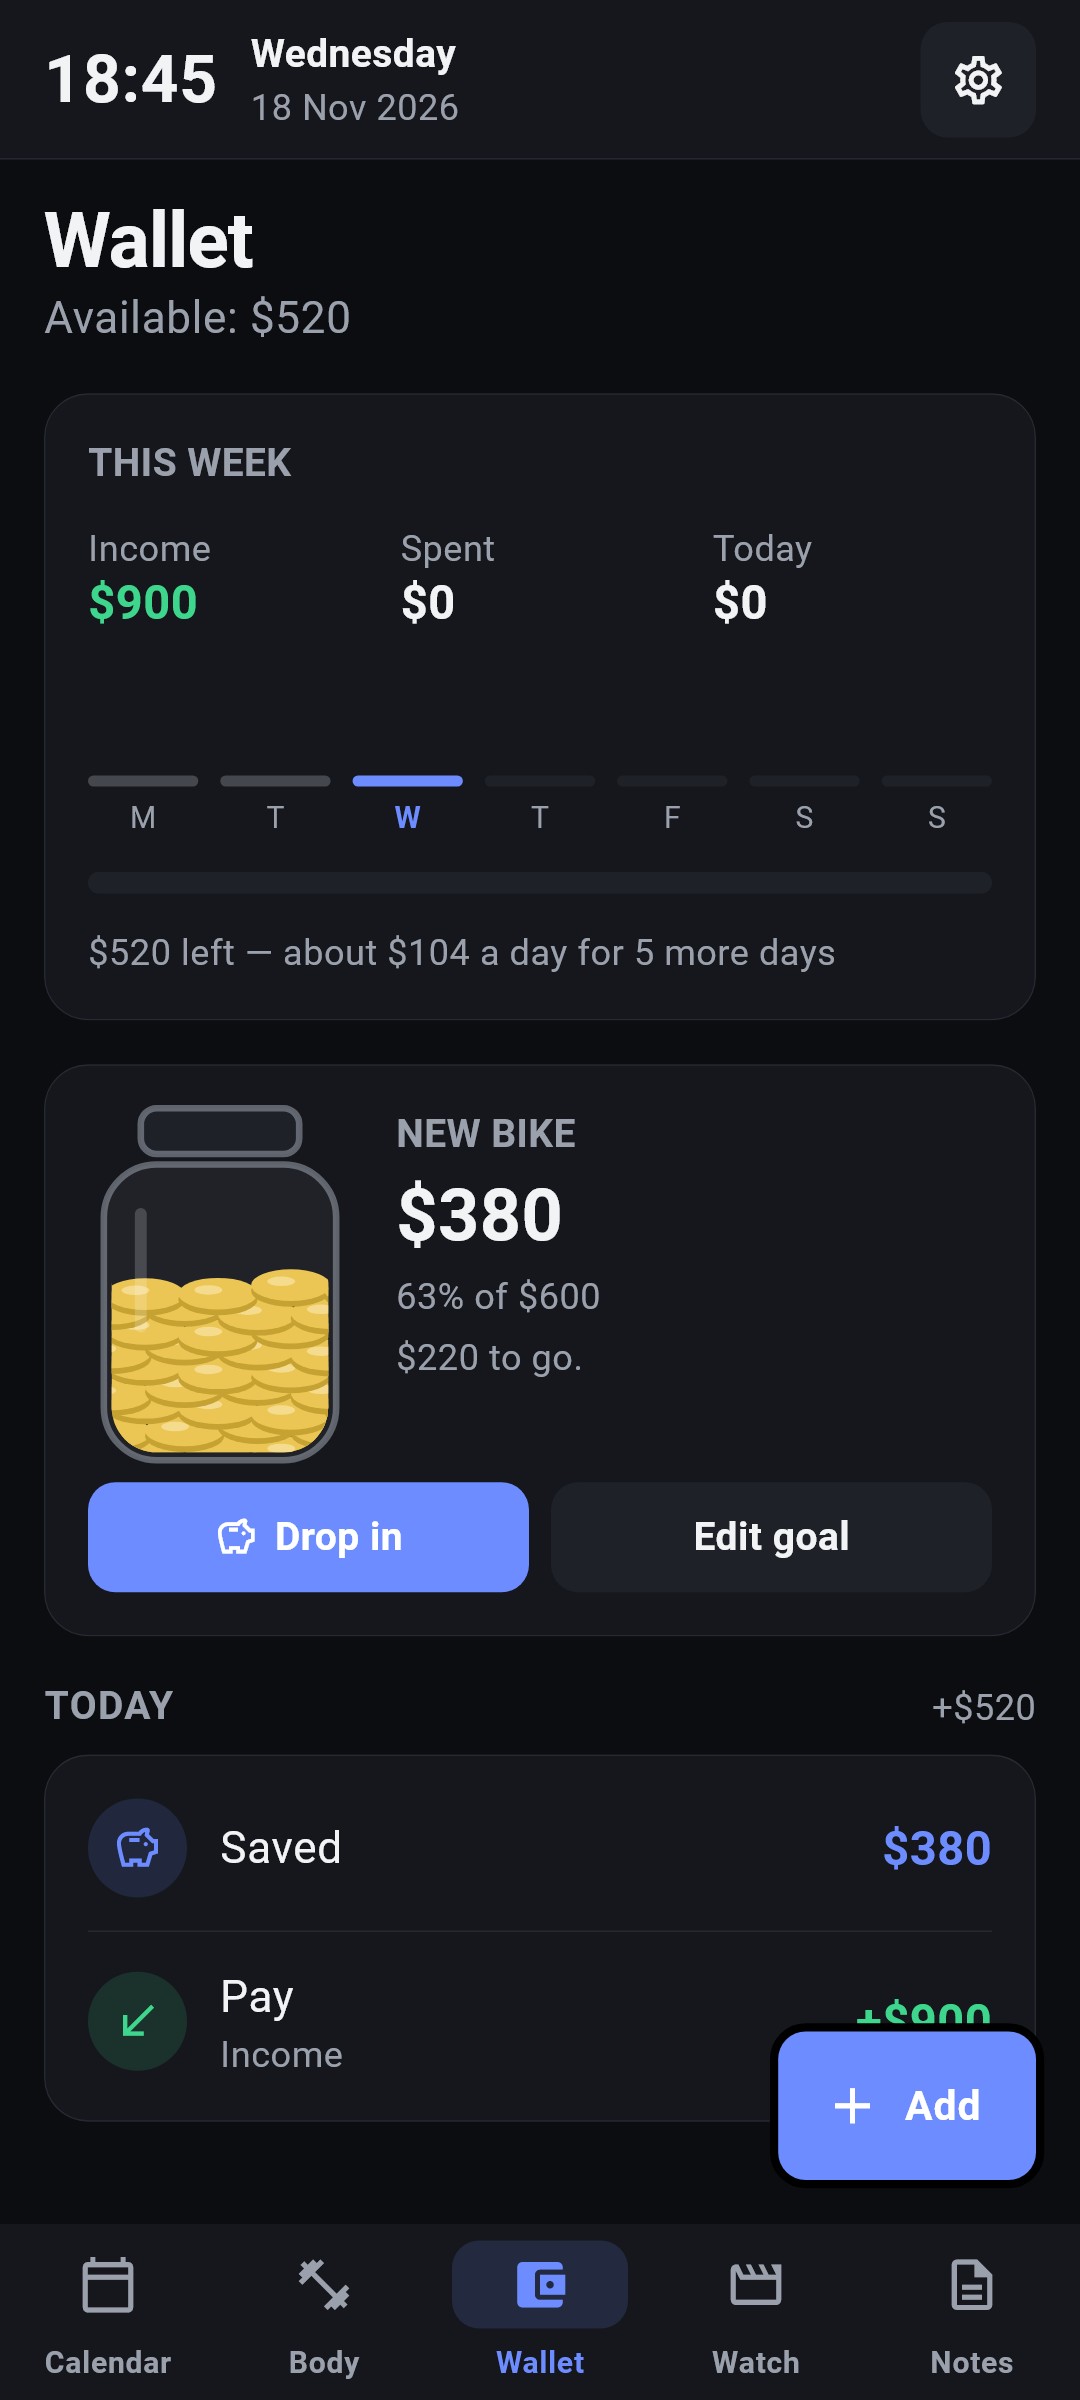 18:45
Wednesday
18 Nov 2026
Wallet
Available: $520
THIS WEEK
Income Spent Today
$900 $0 $0
M T W T F S S
$520 left — about $104 a day for 5 more days
NEW BIKE
$380
63% of $600
$220 to go.
Drop in Edit goal
TODAY +$520
Saved $380
Pay +$900
Income
Add
Calendar Body Wallet Watch Notes